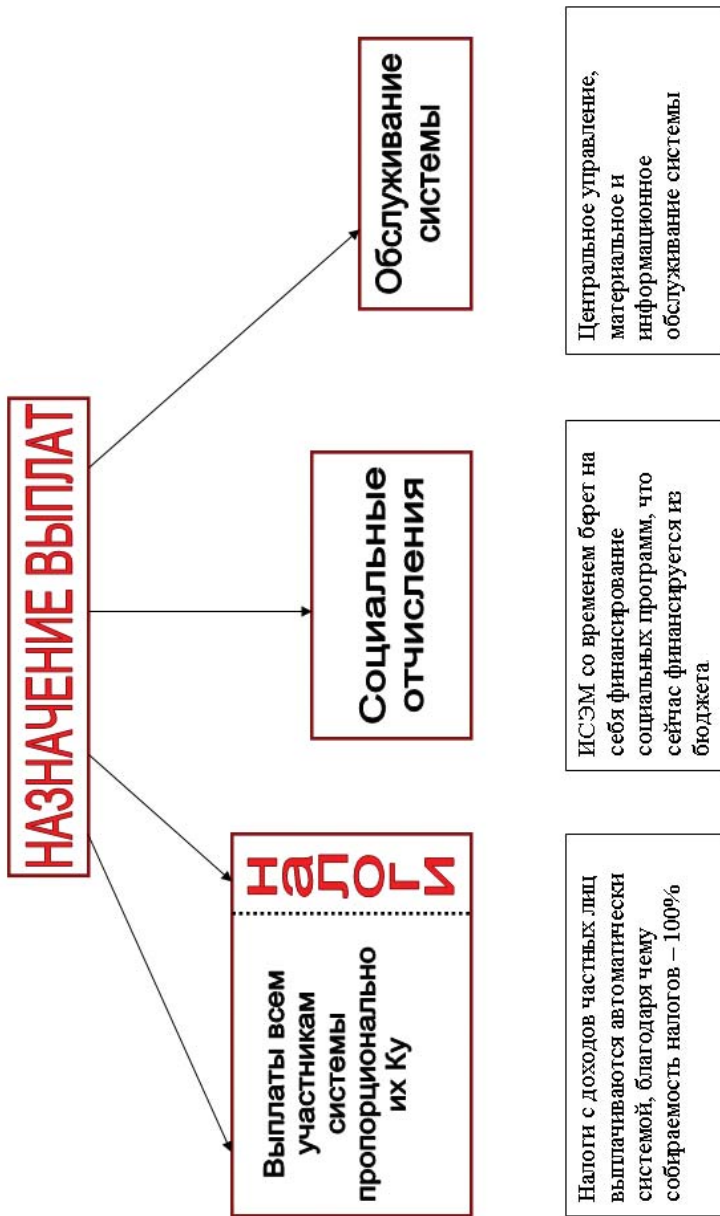 НАЗНАЧЕНИЕ ВЫПЛАТ
Выплаты всем
участникам
системы
пропорционально
их Ку
налоги
Социальные
отчисления
Обслуживание
системы
Налоги с доходов частных лиц
выплачиваются автоматически
системой, благодаря чему
собираемость налогов – 100%
ИСЭМ со временем берет на
себя финансирование
социальных программ, что
сейчас финансируется из
бюджета
Центральное управление,
материальное и
информационное
обслуживание системы